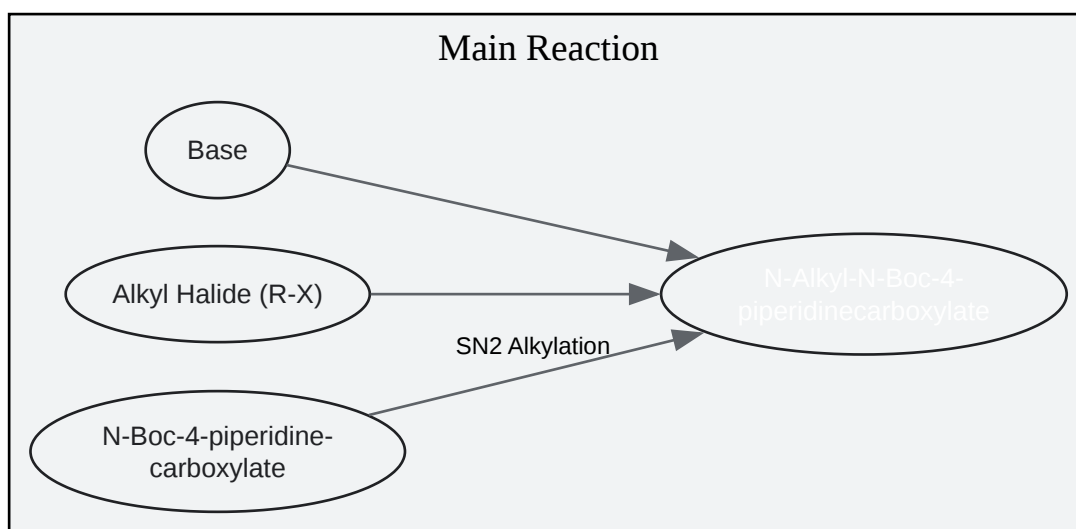 Main Reaction
Base
Alkyl Halide (R-X)
N-Boc-4-piperidine-
carboxylate
SN2 Alkylation
N-Alkyl-N-Boc-4-
piperidinecarboxylate